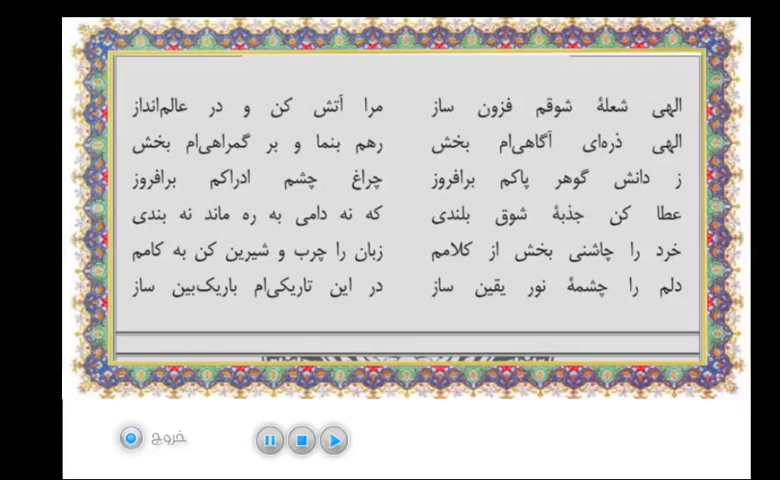 الهی شعلهٔ شوقم فزون ساز مرا آتش کن و در عالم‌انداز
الهی ذره‌ای آگاهی‌ام بخش رهم بنما و بر گمراهی‌ام بخش
ز دانش گوهر پاکم برافروز چراغ چشم ادراکم برافروز
عطا کن جذبهٔ شوق بلندی که نه دامی به ره ماند نه بندی
خرد را چاشنی بخش از کلامم زبان را چرب و شیرین کن به کامم
دلم را چشمهٔ نور یقین ساز در این تاریکی‌ام باریک‌بین ساز
خروج